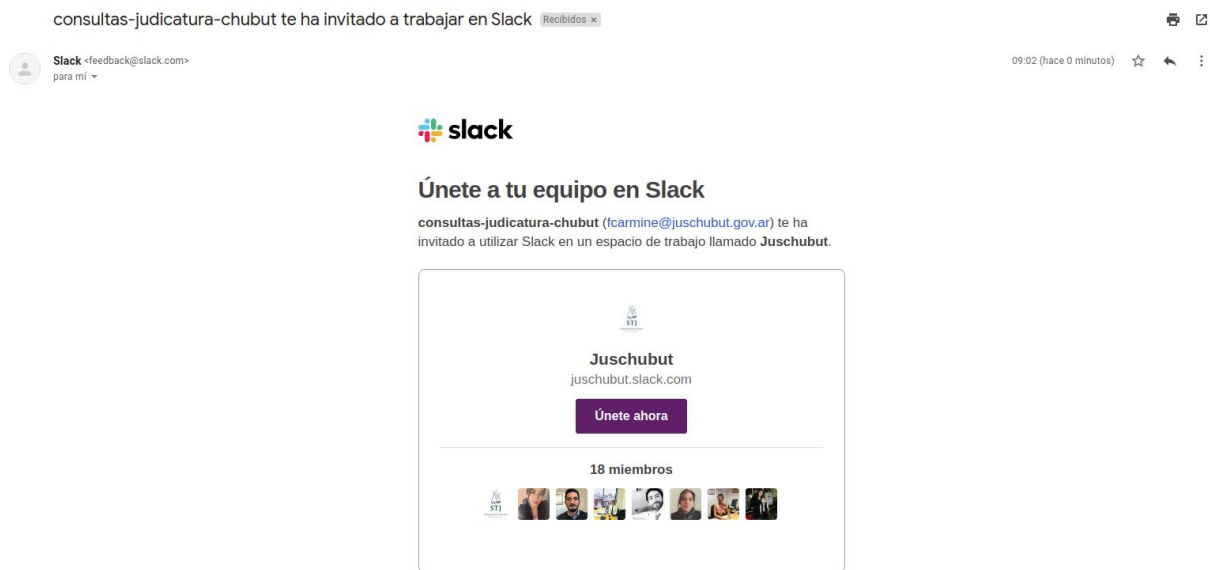 consultas-judicatura-chubut te ha invitado a trabajar en Slack Recibidos ×
Slack <feedback@slack.com>
09:02 (hace 0 minutos)
para mí
slack
Únete a tu equipo en Slack
consultas-judicatura-chubut (fcarmine@juschubut.gov.ar) te ha
invitado a utilizar Slack en un espacio de trabajo llamado Juschubut.
STJ
Juschubut
juschubut.slack.com
Únete ahora
18 miembros
STJ